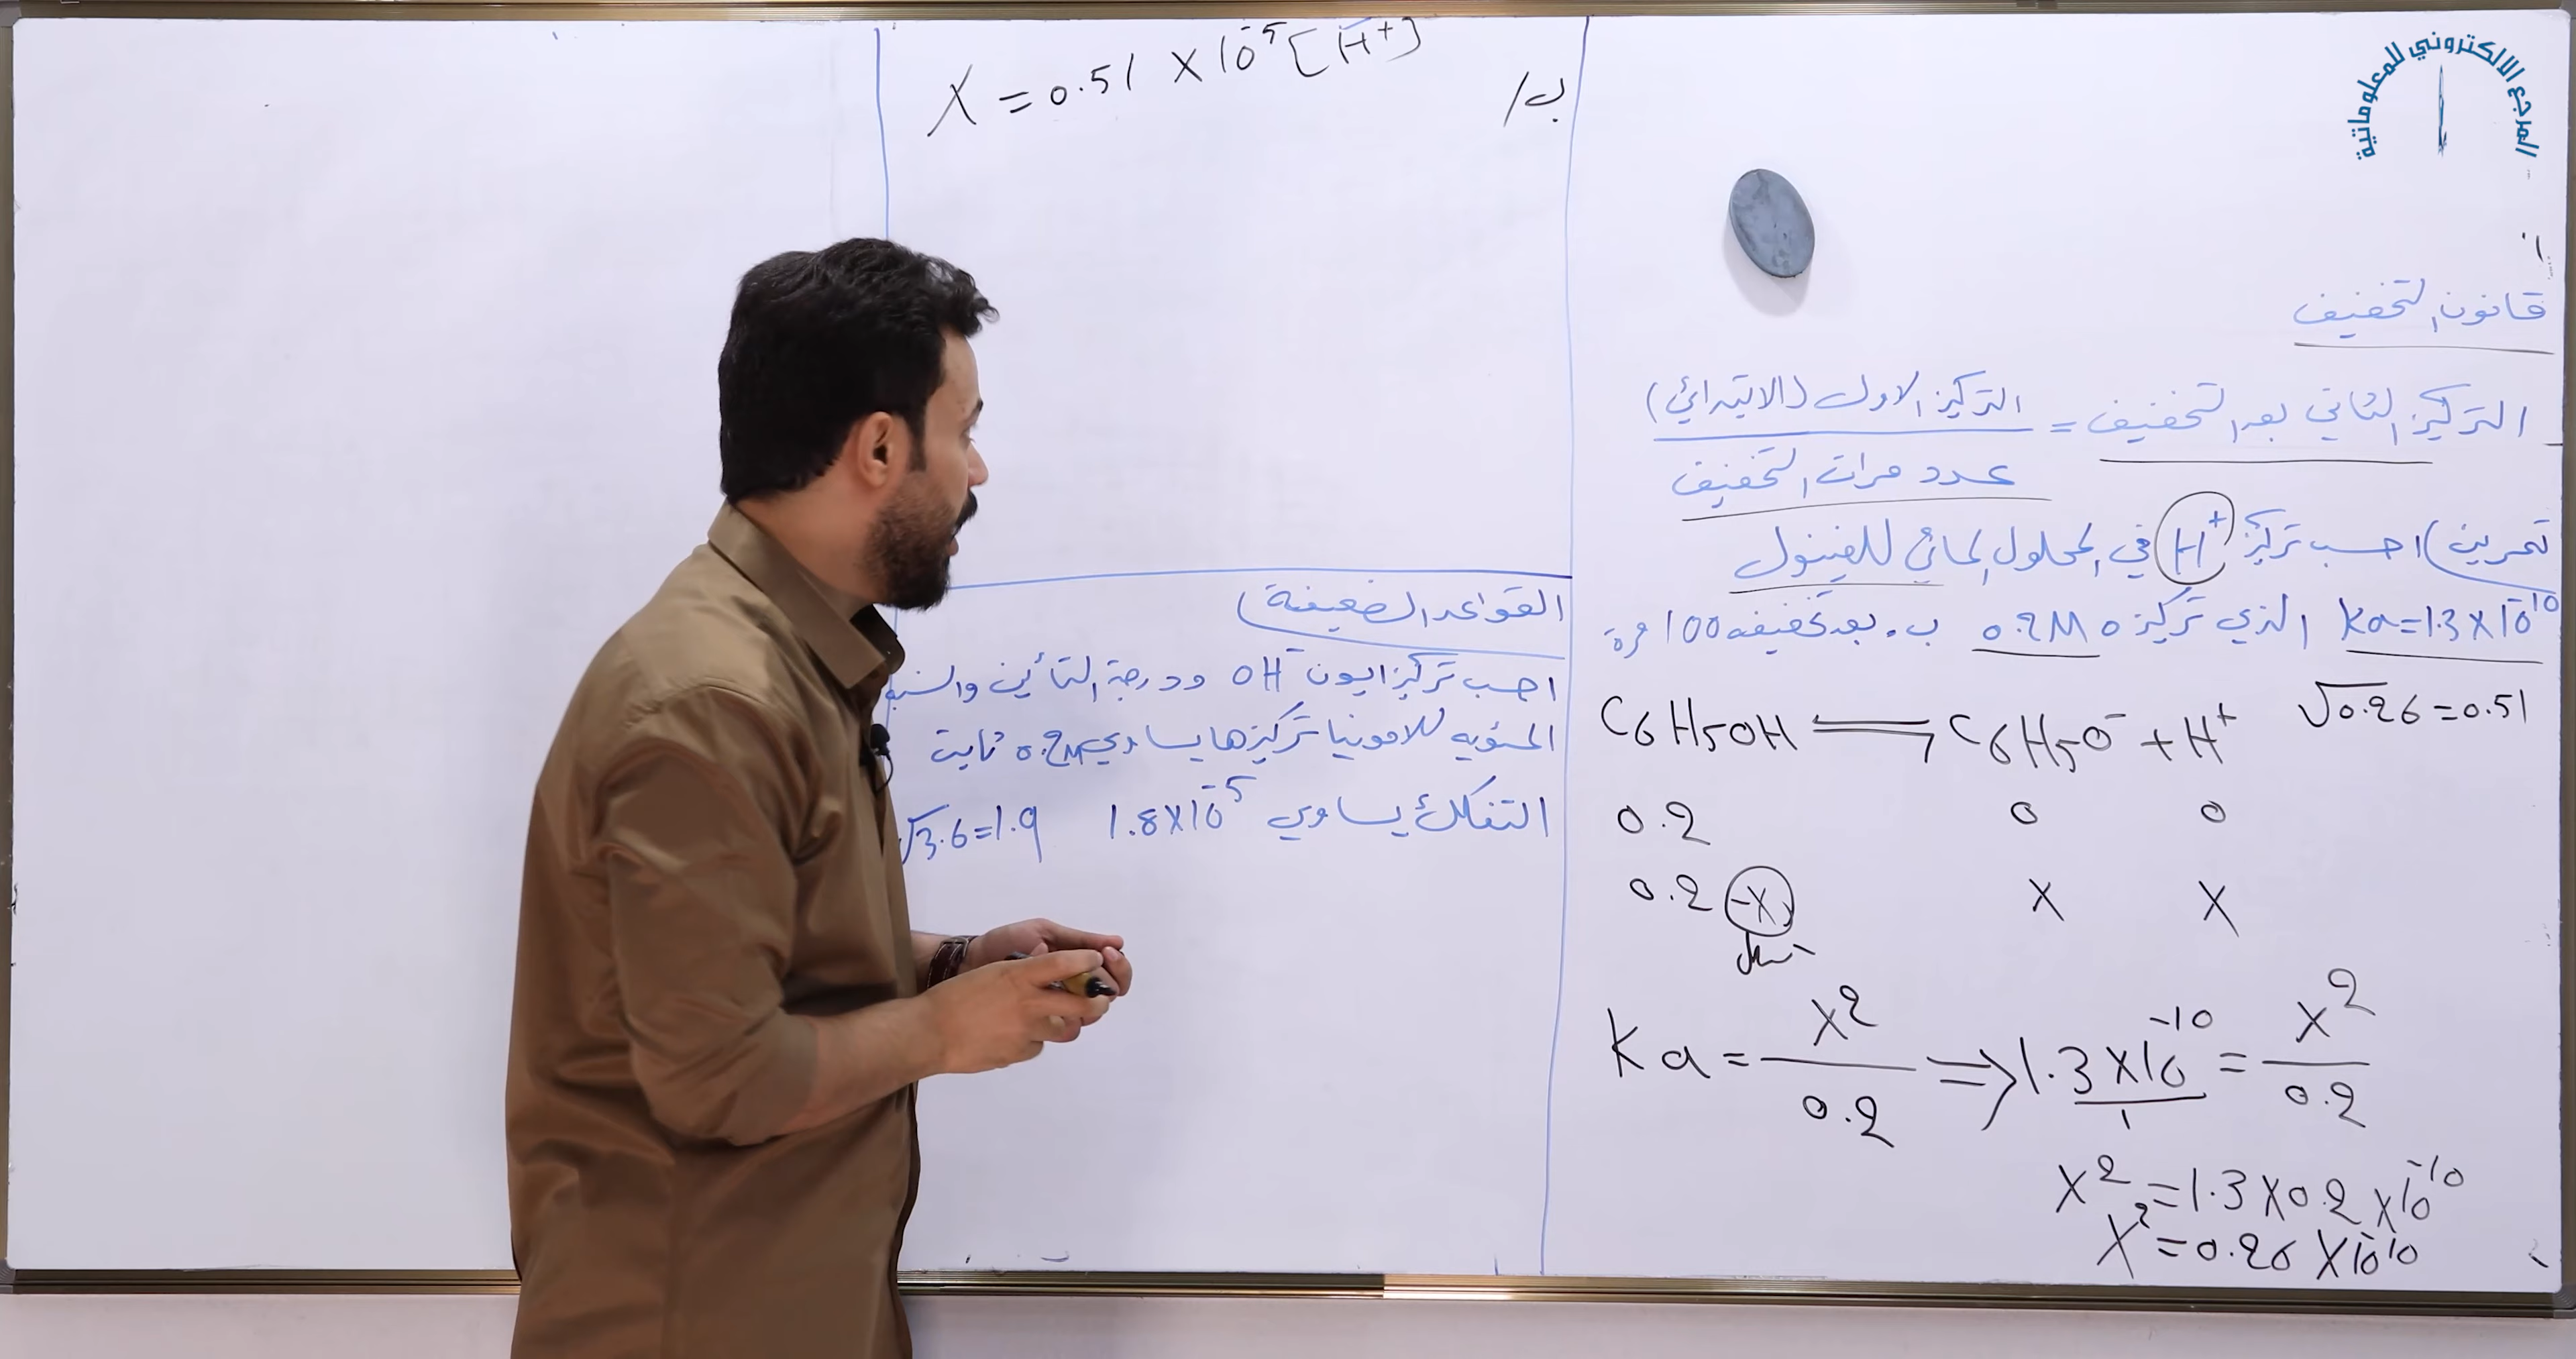 المرجع الالكتروني للمعلوماتية
قانون التخفيف
التركيز الثاني بعد التخفيف = التركيز الاول (الابتدائي)
عدد مرات التخفيف
تمرين) احسب تركيز H⁺ في المحلول المائي للفينول
Ka=1.3X10⁻¹⁰ الذي تركيزه 0.2M ب. بعد تخفيفه 100 مرة
√0.26=0.51
C6H5OH ⇌ C6H5O⁻ + H⁺
0.2 0 0
0.2 -X X X
Ka = X²/0.2 ⇒ 1.3X10⁻¹⁰/1 = X²/0.2
X² = 1.3X0.2X10⁻¹⁰
X² = 0.26X10⁻¹⁰
X = 0.51 X10⁻⁵ [H⁺]
ب/
القواعد الضعيفة)
احسب تركيز ايون OH⁻ ودرجة التأين والنسبة
المئويه للامونيا تركيزها يساوي 0.2M ثابت
التفكك يساوي 1.8X10⁻⁵ √3.6=1.9